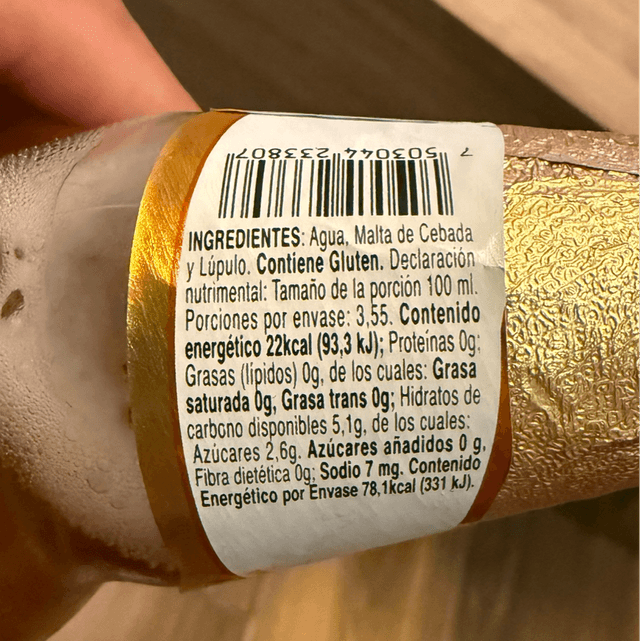 7 503044 233807
INGREDIENTES: Agua, Malta de Cebada
y Lúpulo. Contiene Gluten. Declaración
nutrimental: Tamaño de la porción 100 ml.
Porciones por envase: 3,55. Contenido
energético 22kcal (93,3 kJ); Proteínas 0g;
Grasas (lípidos) 0g, de los cuales: Grasa
saturada 0g, Grasa trans 0g; Hidratos de
carbono disponibles 5,1g, de los cuales:
Azúcares 2,6g. Azúcares añadidos 0 g,
Fibra dietética 0g; Sodio 7 mg. Contenido
Energético por Envase 78,1kcal (331 kJ).